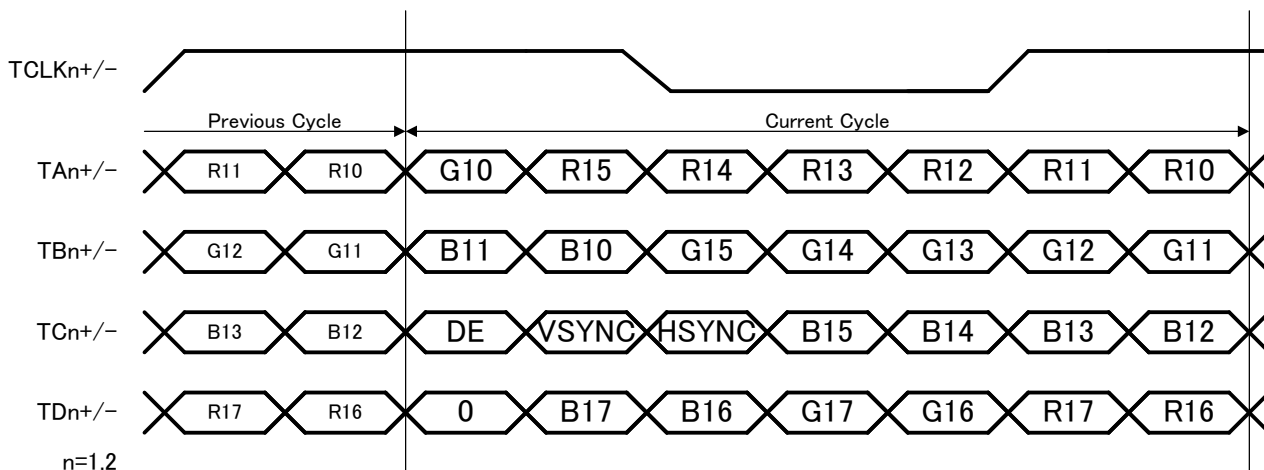 TCLKn+/-
Previous Cycle Current Cycle
TAn+/- R11 R10 G10 R15 R14 R13 R12 R11 R10
TBn+/- G12 G11 B11 B10 G15 G14 G13 G12 G11
TCn+/- B13 B12 DE VSYNC HSYNC B15 B14 B13 B12
TDn+/- R17 R16 0 B17 B16 G17 G16 R17 R16
n=1.2